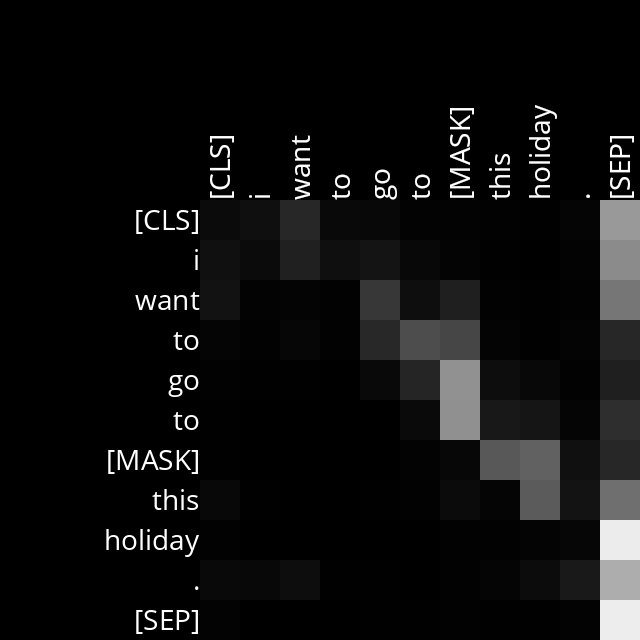 [CLS] i want to go to [MASK] this holiday . [SEP]
[CLS]
i
want
to
go
to
[MASK]
this
holiday
.
[SEP]